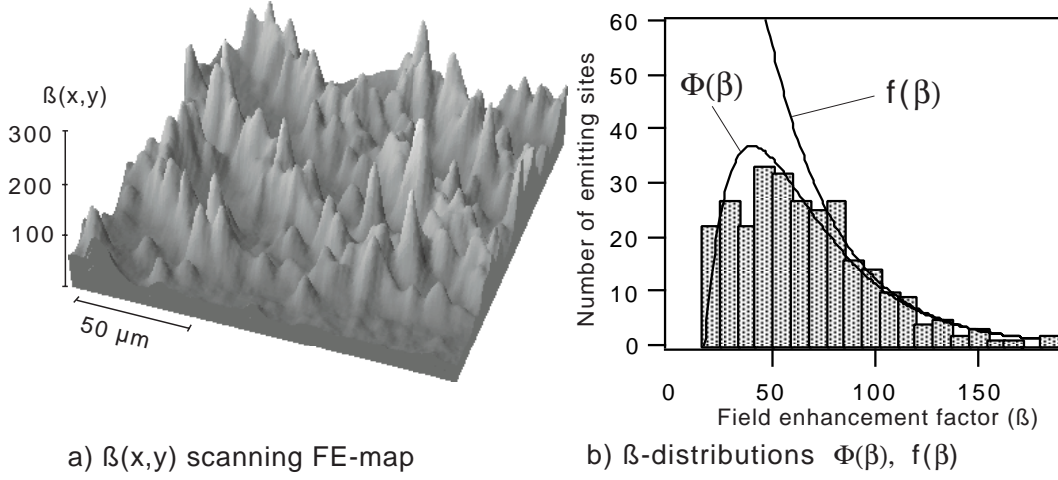 ß(x,y)
300
200
100
50 µm
a) ß(x,y) scanning FE-map
Number of emitting sites
60
50
40
30
20
10
0
Φ(β)
f(β)
0 50 100 150
Field enhancement factor (ß)
b) ß-distributions Φ(β), f(β)